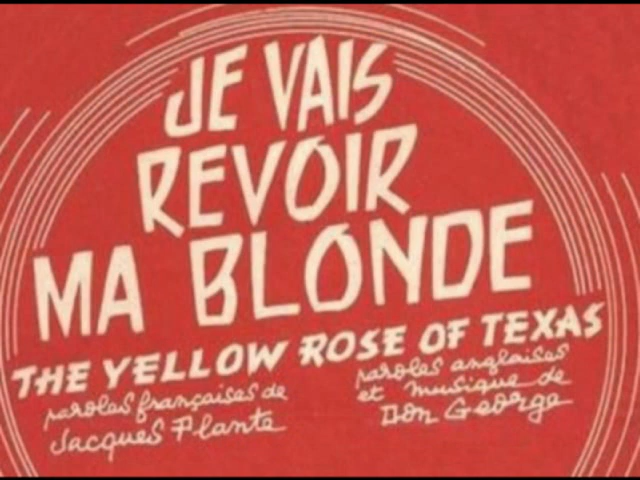 JE VAIS
REVOIR
MA BLONDE
THE YELLOW ROSE OF TEXAS
paroles françaises de
Jacques Plante
paroles anglaises
et musique de
Don George